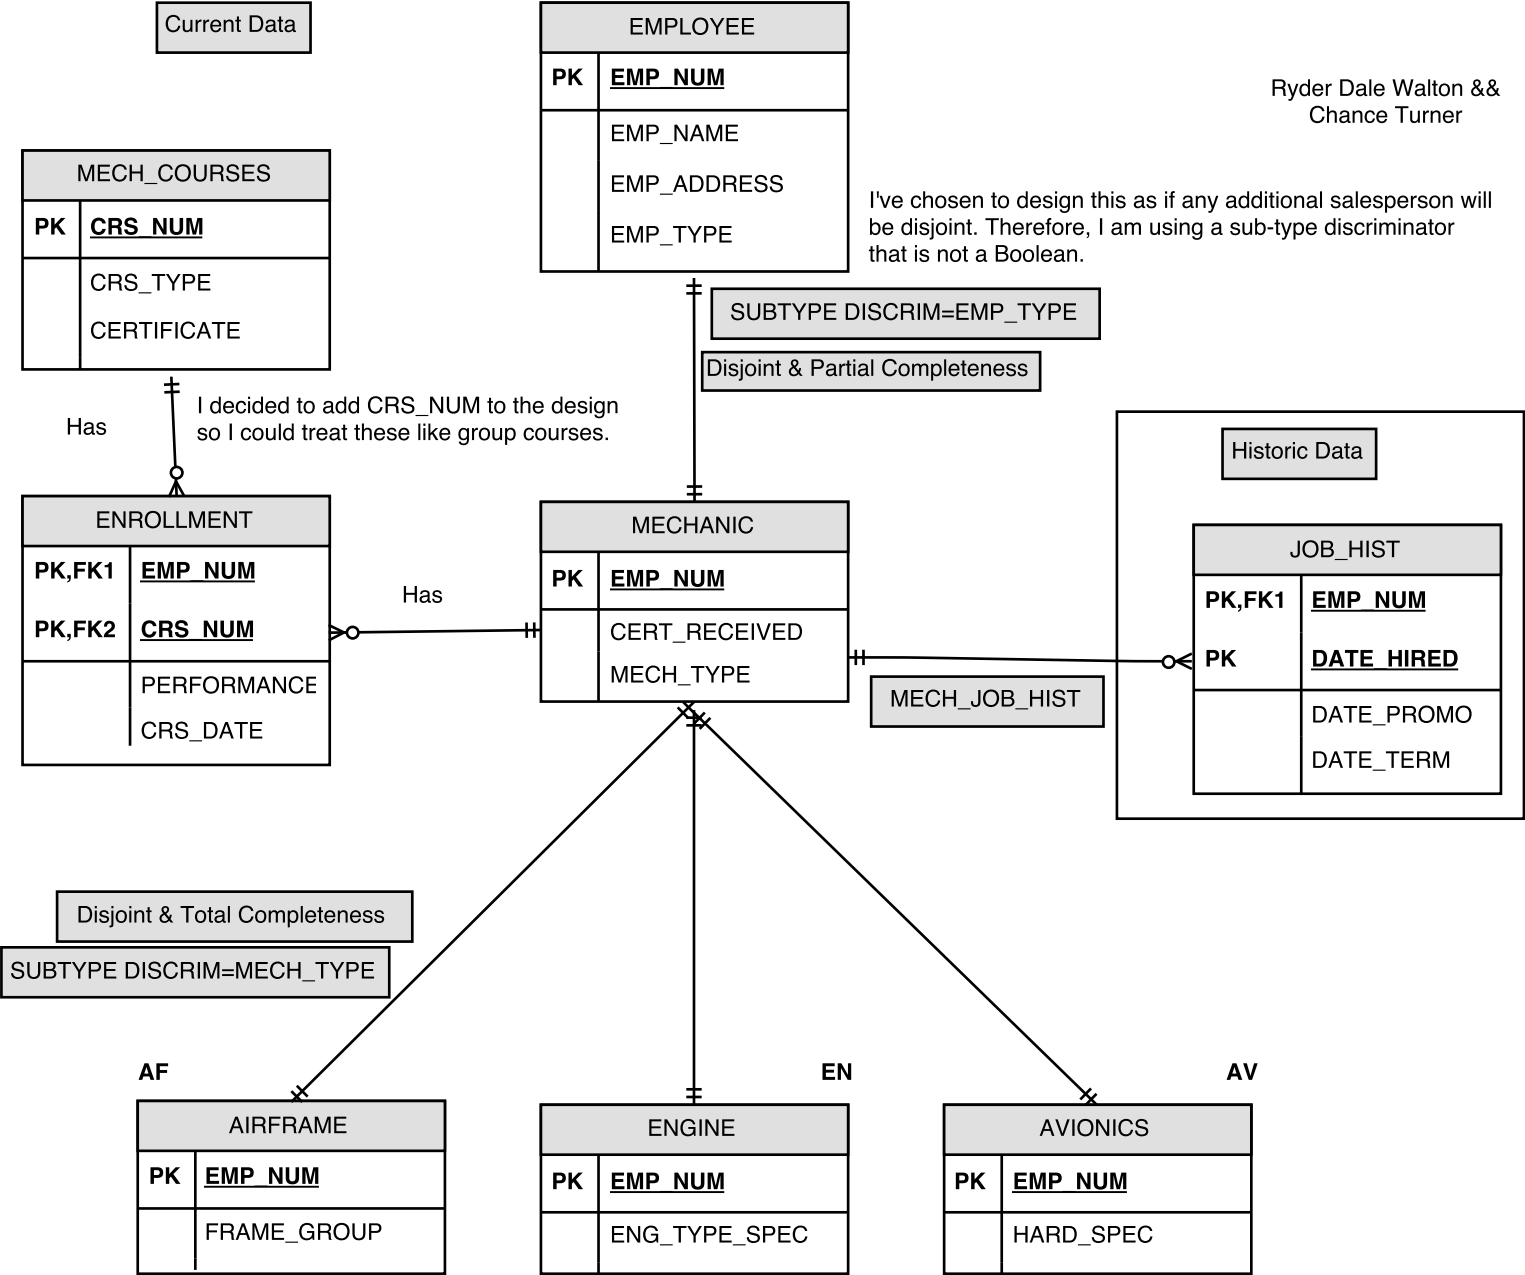 Current Data
EMPLOYEE
PK EMP_NUM
EMP_NAME
EMP_ADDRESS
EMP_TYPE
Ryder Dale Walton &&
Chance Turner
I've chosen to design this as if any additional salesperson will
be disjoint. Therefore, I am using a sub-type discriminator
that is not a Boolean.
MECH_COURSES
PK CRS_NUM
CRS_TYPE
CERTIFICATE
SUBTYPE DISCRIM=EMP_TYPE
Disjoint & Partial Completeness
Has
I decided to add CRS_NUM to the design
so I could treat these like group courses.
Historic Data
ENROLLMENT
PK,FK1 EMP_NUM
PK,FK2 CRS_NUM
PERFORMANCE
CRS_DATE
Has
MECHANIC
PK EMP_NUM
CERT_RECEIVED
MECH_TYPE
MECH_JOB_HIST
JOB_HIST
PK,FK1 EMP_NUM
PK DATE_HIRED
DATE_PROMO
DATE_TERM
Disjoint & Total Completeness
SUBTYPE DISCRIM=MECH_TYPE
AF
EN
AV
AIRFRAME
PK EMP_NUM
FRAME_GROUP
ENGINE
PK EMP_NUM
ENG_TYPE_SPEC
AVIONICS
PK EMP_NUM
HARD_SPEC